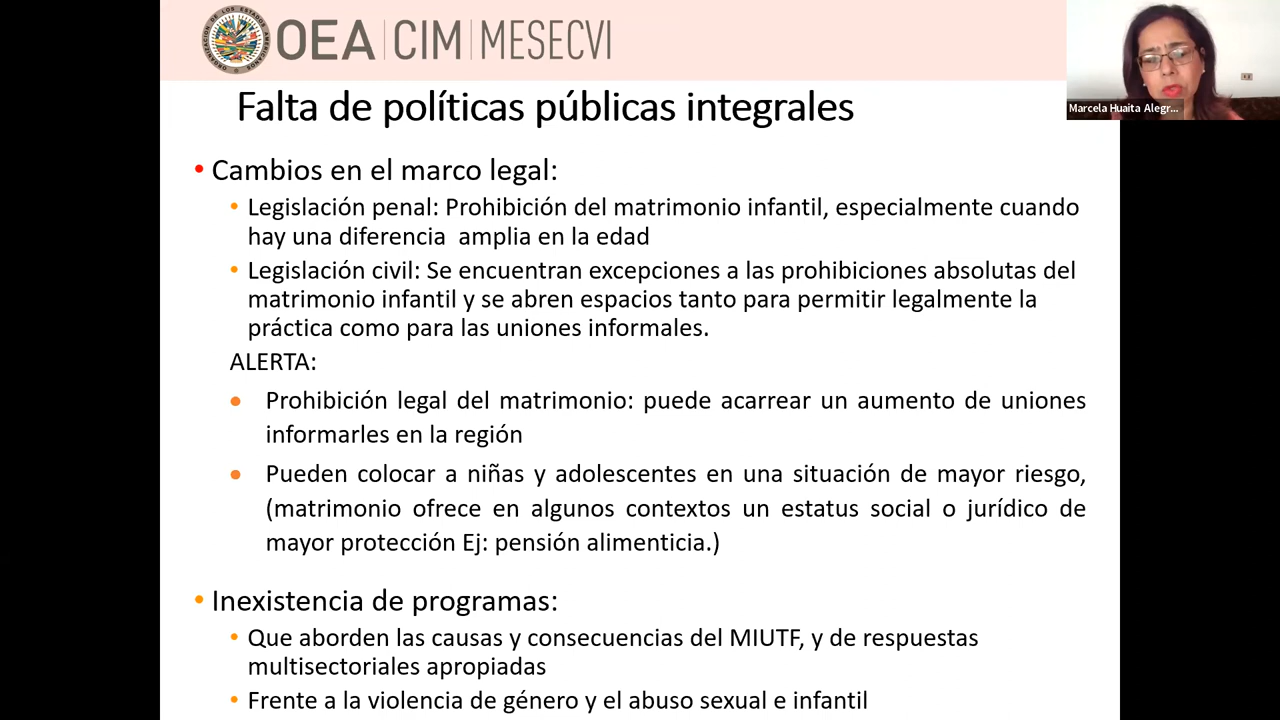 OEA CIM MESECVI
Marcela Huaita Alegr...
Falta de políticas públicas integrales
• Cambios en el marco legal:
• Legislación penal: Prohibición del matrimonio infantil, especialmente cuando
hay una diferencia amplia en la edad
• Legislación civil: Se encuentran excepciones a las prohibiciones absolutas del
matrimonio infantil y se abren espacios tanto para permitir legalmente la
práctica como para las uniones informales.
ALERTA:
• Prohibición legal del matrimonio: puede acarrear un aumento de uniones
informarles en la región
• Pueden colocar a niñas y adolescentes en una situación de mayor riesgo,
(matrimonio ofrece en algunos contextos un estatus social o jurídico de
mayor protección Ej: pensión alimenticia.)
• Inexistencia de programas:
• Que aborden las causas y consecuencias del MIUTF, y de respuestas
multisectoriales apropiadas
• Frente a la violencia de género y el abuso sexual e infantil